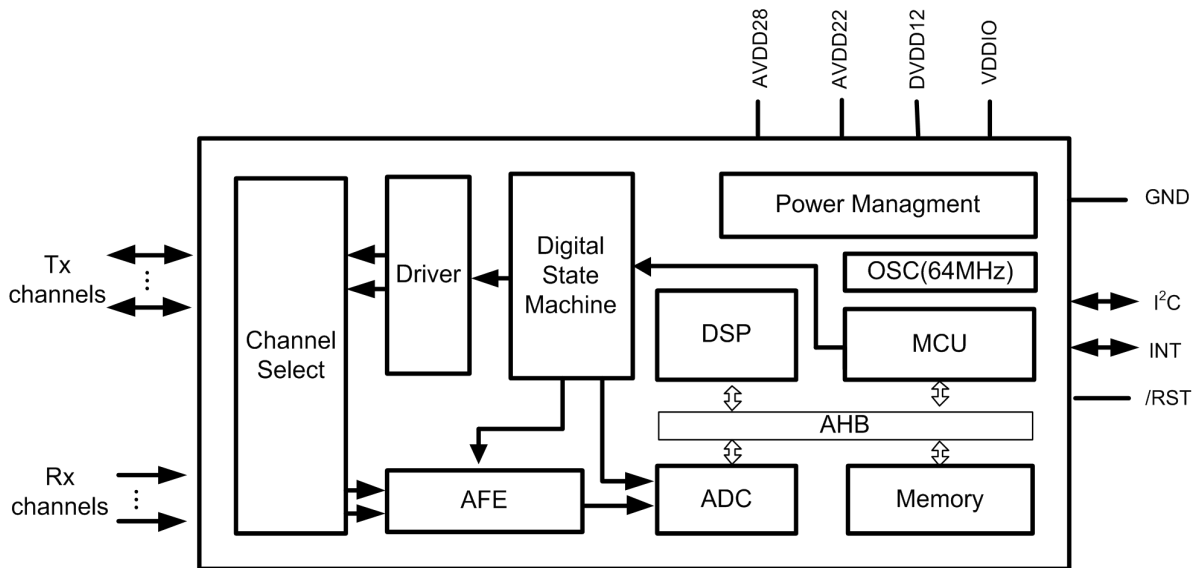 AVDD28
AVDD22
DVDD12
VDDIO
Power Managment
GND
OSC(64MHz)
Digital
State
Machine
Driver
Tx
channels
I²C
DSP
MCU
INT
Channel
Select
/RST
AHB
Rx
channels
AFE
ADC
Memory